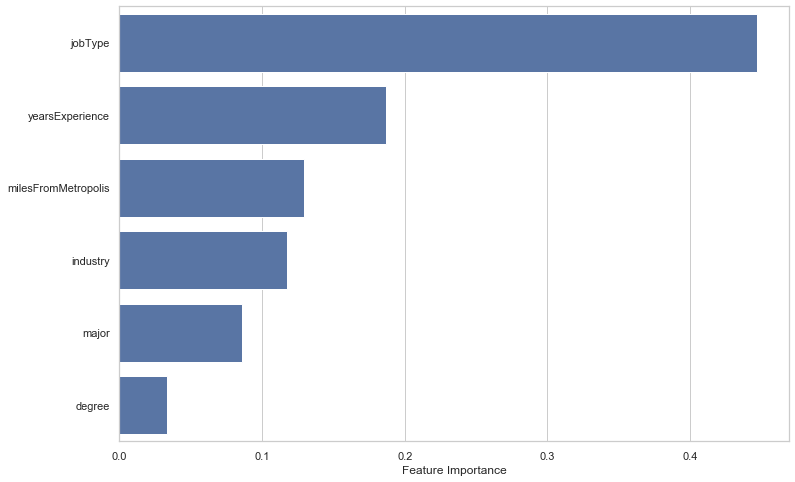 jobType
yearsExperience
milesFromMetropolis
industry
major
degree
0.0 0.1 0.2 0.3 0.4
Feature Importance